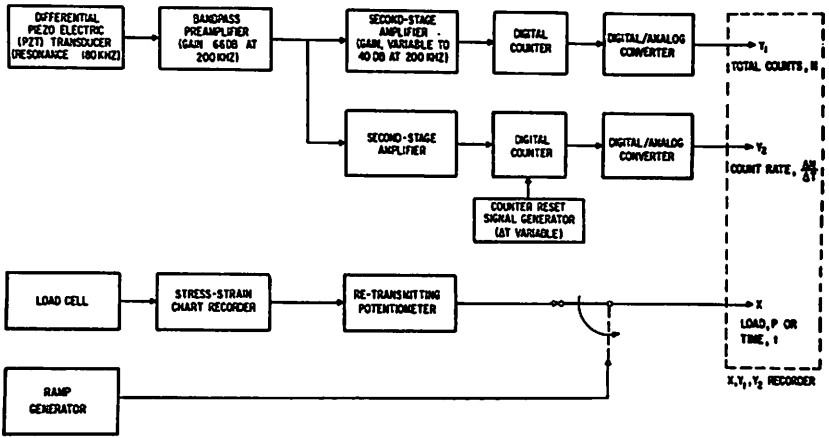 DIFFERENTIAL
PIEZO ELECTRIC
(PZT) TRANSDUCER
(RESONANCE 180 KHZ)
BANDPASS
PREAMPLIFIER
(GAIN 66 DB AT
200 KHZ)
SECOND-STAGE
AMPLIFIER
(GAIN, VARIABLE TO
40 DB AT 200 KHZ)
DIGITAL
COUNTER
DIGITAL/ANALOG
CONVERTER
Y₁
TOTAL COUNTS, N
SECOND-STAGE
AMPLIFIER
DIGITAL
COUNTER
DIGITAL/ANALOG
CONVERTER
Y₂
COUNT RATE, ΔN/ΔT
COUNTER RESET
SIGNAL GENERATOR
(ΔT VARIABLE)
LOAD CELL
STRESS-STRAIN
CHART RECORDER
RE-TRANSMITTING
POTENTIOMETER
X
LOAD, P OR
TIME, t
X, Y₁, Y₂ RECORDER
RAMP
GENERATOR